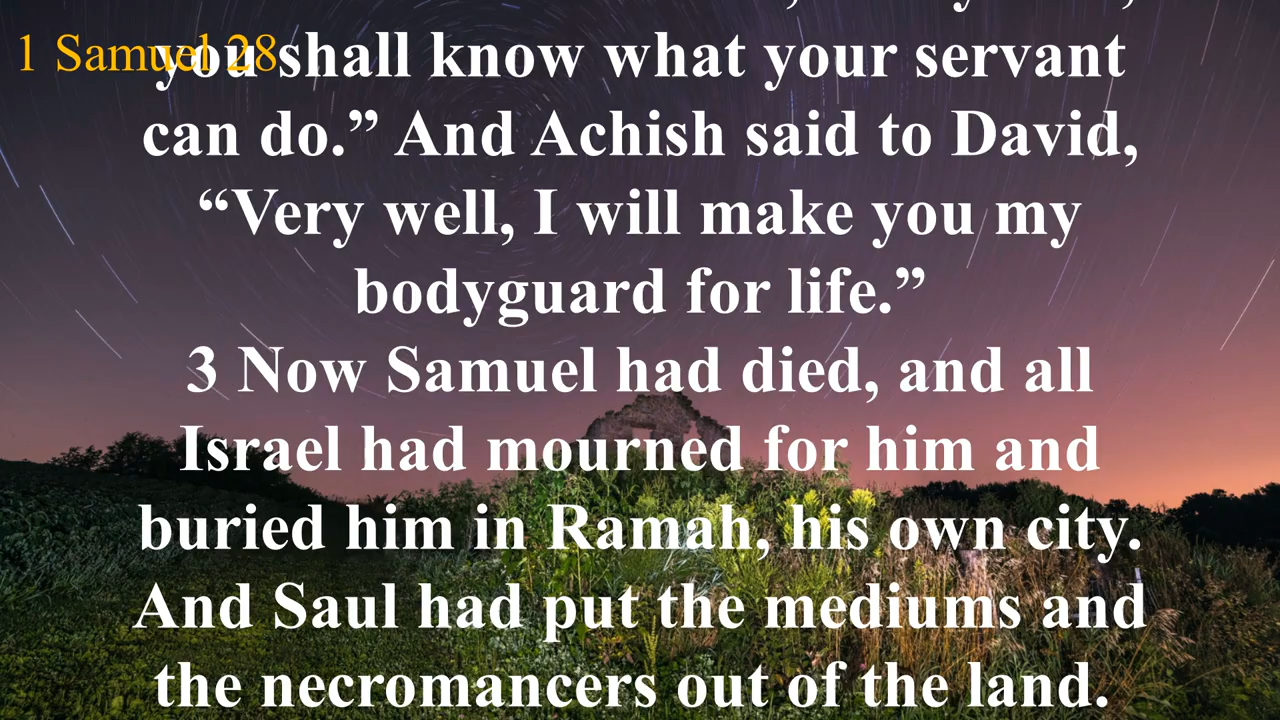 1 Samuel 28
you shall know what your servant
can do.” And Achish said to David,
“Very well, I will make you my
bodyguard for life.”
3 Now Samuel had died, and all
Israel had mourned for him and
buried him in Ramah, his own city.
And Saul had put the mediums and
the necromancers out of the land.